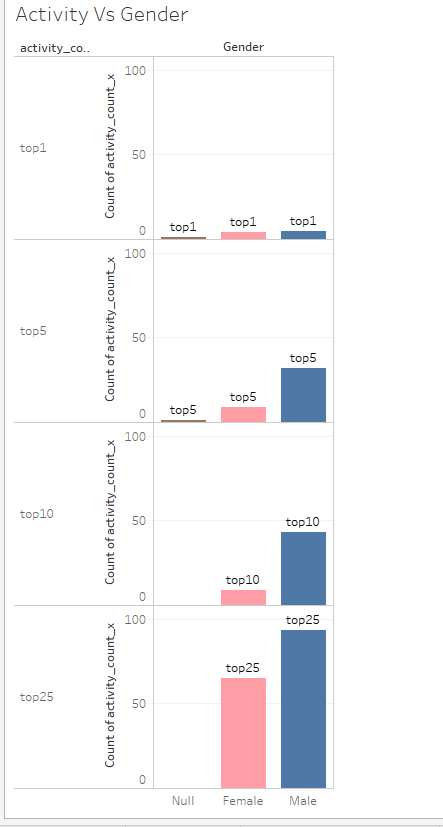 Activity Vs Gender
activity_co.. Gender
top1
Count of activity_count_x
100
50
0
top1 top1 top1
top5
Count of activity_count_x
100
50
0
top5 top5 top5
top10
Count of activity_count_x
100
50
0
top10 top10
top25
Count of activity_count_x
100
50
0
top25 top25
Null Female Male